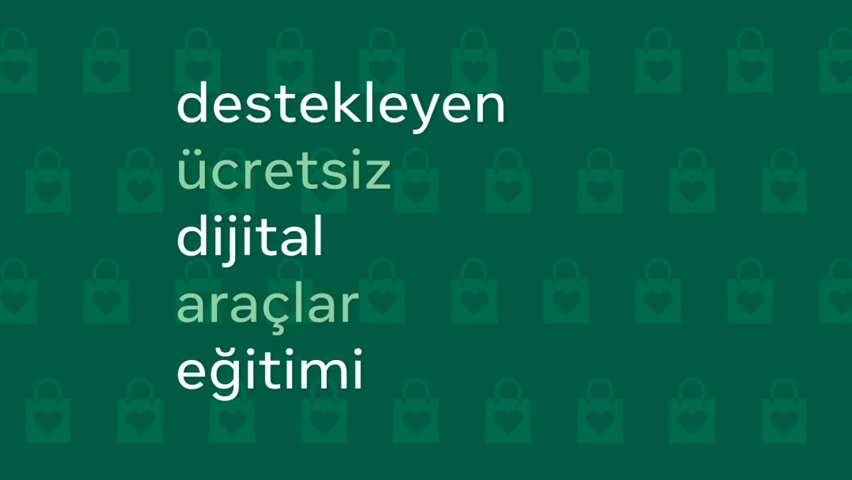 destekleyen
ücretsiz
dijital
araçlar
eğitimi